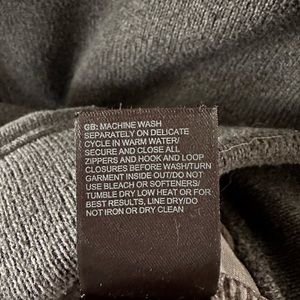 GB: MACHINE WASH
SEPARATELY ON DELICATE
CYCLE IN WARM WATER/
SECURE AND CLOSE ALL
ZIPPERS AND HOOK AND LOOP
CLOSURES BEFORE WASH/TURN
GARMENT INSIDE OUT/DO NOT
USE BLEACH OR SOFTENERS/
TUMBLE DRY LOW HEAT OR FOR
BEST RESULTS, LINE DRY/DO
NOT IRON OR DRY CLEAN